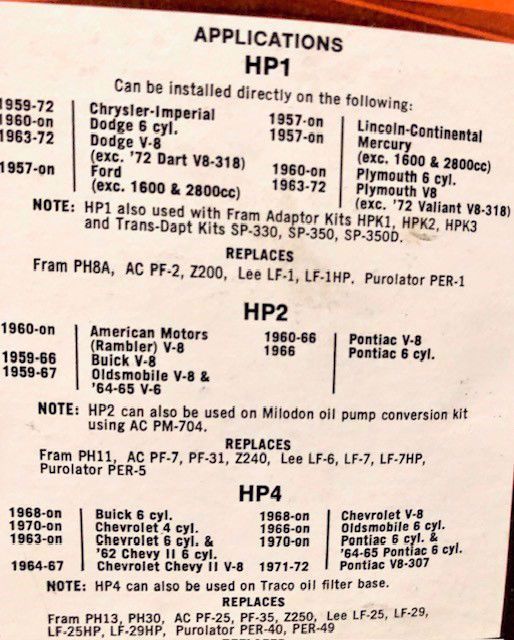 APPLICATIONS
HP1
Can be installed directly on the following:
1959-72 Chrysler-Imperial
1960-on Dodge 6 cyl.
1963-72 Dodge V-8
(exc. '72 Dart V8-318)
1957-on Ford
(exc. 1600 & 2800cc)
1957-on Lincoln-Continental
1957-on Mercury
(exc. 1600 & 2800cc)
1960-on Plymouth 6 cyl.
1963-72 Plymouth V8
(exc. '72 Valiant V8-318)
NOTE: HP1 also used with Fram Adaptor Kits HPK1, HPK2, HPK3
and Trans-Dapt Kits SP-330, SP-350, SP-350D.
REPLACES
Fram PH8A, AC PF-2, Z200, Lee LF-1, LF-1HP. Purolator PER-1
HP2
1960-on American Motors
(Rambler) V-8
1959-66 Buick V-8
1959-67 Oldsmobile V-8 &
'64-65 V-6
1960-66 Pontiac V-8
1966 Pontiac 6 cyl.
NOTE: HP2 can also be used on Milodon oil pump conversion kit
using AC PM-704.
REPLACES
Fram PH11, AC PF-7, PF-31, Z240, Lee LF-6, LF-7, LF-7HP,
Purolator PER-5
HP4
1968-on Buick 6 cyl.
1970-on Chevrolet 4 cyl.
1963-on Chevrolet 6 cyl. &
'62 Chevy II 6 cyl.
1964-67 Chevrolet Chevy II V-8
1968-on Chevrolet V-8
1966-on Oldsmobile 6 cyl.
1970-on Pontiac 6 cyl. &
'64-65 Pontiac 6 cyl.
1971-72 Pontiac V8-307
NOTE: HP4 can also be used on Traco oil filter base.
REPLACES
Fram PH13, PH30, AC PF-25, PF-35, Z250, Lee LF-25, LF-29,
LF-25HP, LF-29HP, Purolator PER-40, PER-49